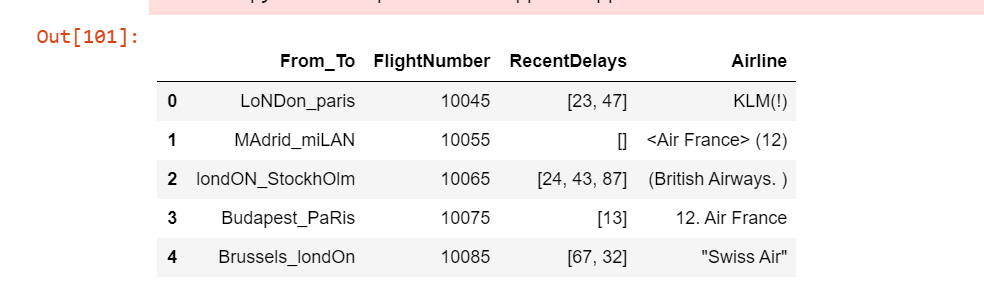 Out[101]:
From_To FlightNumber RecentDelays Airline
0 LoNDon_paris 10045 [23, 47] KLM(!)
1 MAdrid_miLAN 10055 [] <Air France> (12)
2 londON_StockhOlm 10065 [24, 43, 87] (British Airways. )
3 Budapest_PaRis 10075 [13] 12. Air France
4 Brussels_londOn 10085 [67, 32] "Swiss Air"